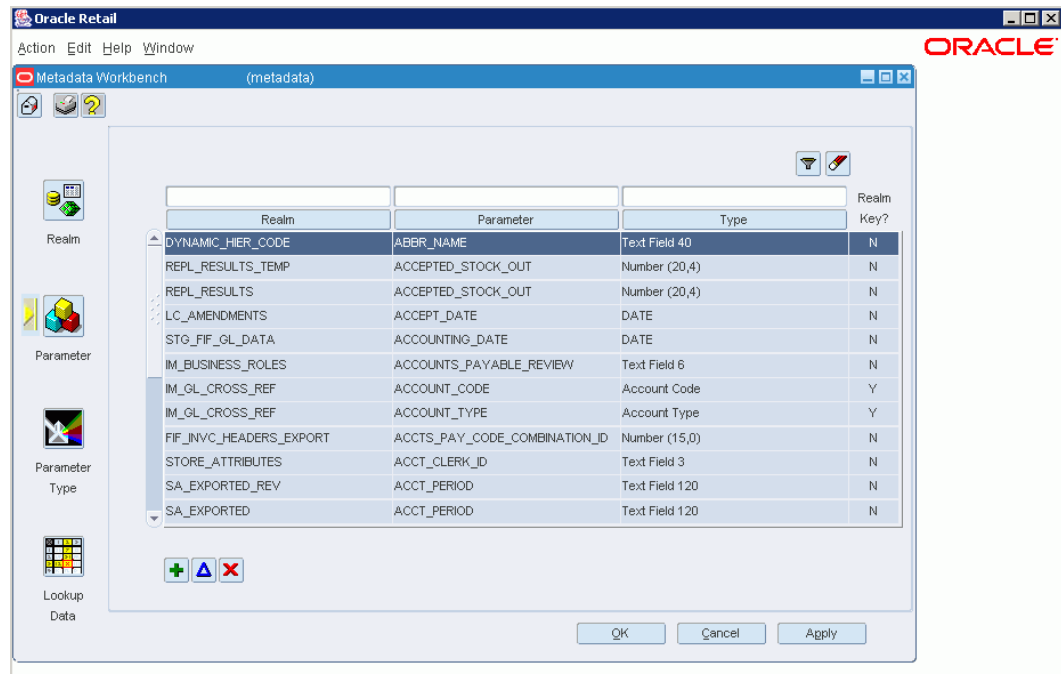 Oracle Retail
Action Edit Help Window
ORACLE
Metadata Workbench (metadata)
Realm
Realm Parameter Type Key?
Realm
DYNAMIC_HIER_CODE ABBR_NAME Text Field 40 N
REPL_RESULTS_TEMP ACCEPTED_STOCK_OUT Number (20,4) N
REPL_RESULTS ACCEPTED_STOCK_OUT Number (20,4) N
LC_AMENDMENTS ACCEPT_DATE DATE N
STG_FIF_GL_DATA ACCOUNTING_DATE DATE N
Parameter
IM_BUSINESS_ROLES ACCOUNTS_PAYABLE_REVIEW Text Field 6 N
IM_GL_CROSS_REF ACCOUNT_CODE Account Code Y
IM_GL_CROSS_REF ACCOUNT_TYPE Account Type Y
FIF_INVC_HEADERS_EXPORT ACCTS_PAY_CODE_COMBINATION_ID Number (15,0) N
STORE_ATTRIBUTES ACCT_CLERK_ID Text Field 3 N
Parameter
Type
SA_EXPORTED_REV ACCT_PERIOD Text Field 120 N
SA_EXPORTED ACCT_PERIOD Text Field 120 N
Lookup
Data
OK Cancel Apply